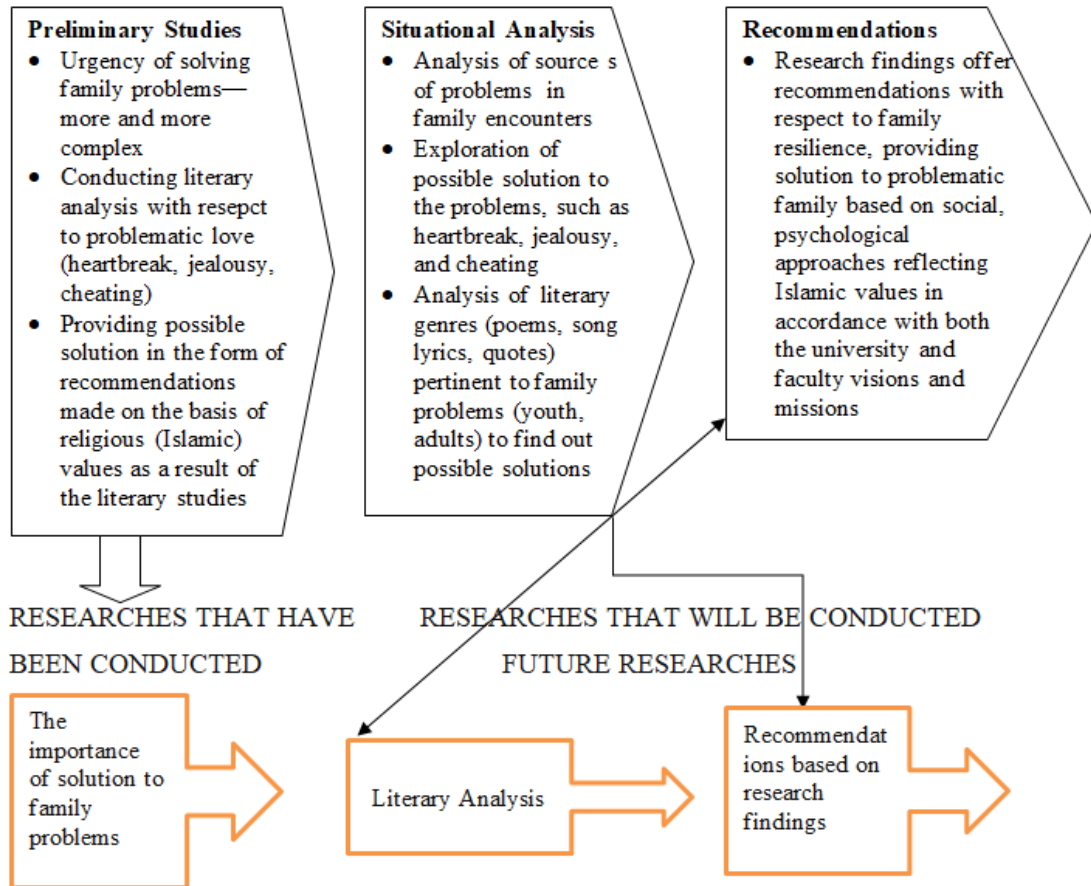 Preliminary Studies
• Urgency of solving
family problems—
more and more
complex
• Conducting literary
analysis with resepct
to problematic love
(heartbreak, jealousy,
cheating)
• Providing possible
solution in the form of
recommendations
made on the basis of
religious (Islamic)
values as a result of
the literary studies
Situational Analysis
• Analysis of source s
of problems in
family encounters
• Exploration of
possible solution to
the problems, such as
heartbreak, jealousy,
and cheating
• Analysis of literary
genres (poems, song
lyrics, quotes)
pertinent to family
problems (youth,
adults) to find out
possible solutions
Recommendations
• Research findings offer
recommendations with
respect to family
resilience, providing
solution to problematic
family based on social,
psychological
approaches reflecting
Islamic values in
accordance with both
the university and
faculty visions and
missions
RESEARCHES THAT HAVE
BEEN CONDUCTED
RESEARCHES THAT WILL BE CONDUCTED
FUTURE RESEARCHES
The
importance
of solution to
family
problems
Literary Analysis
Recommendat
ions based on
research
findings